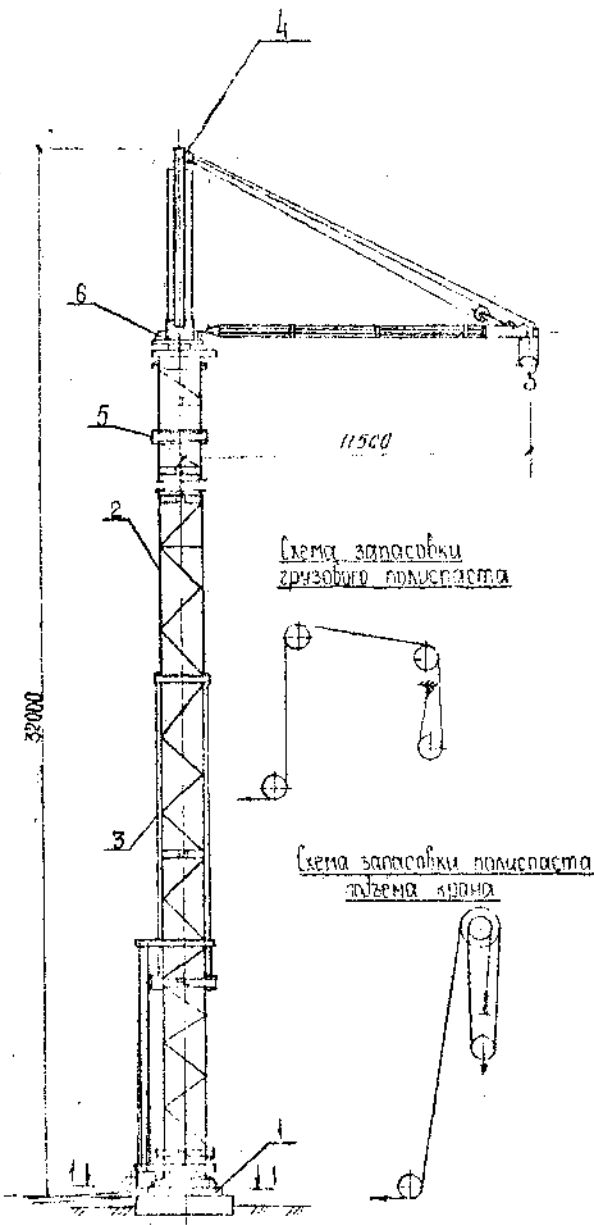 4
6
5
11500
2
Схема запасовки
грузового полиспаста
32000
3
Схема запасовки полиспаста
подъема крана
1